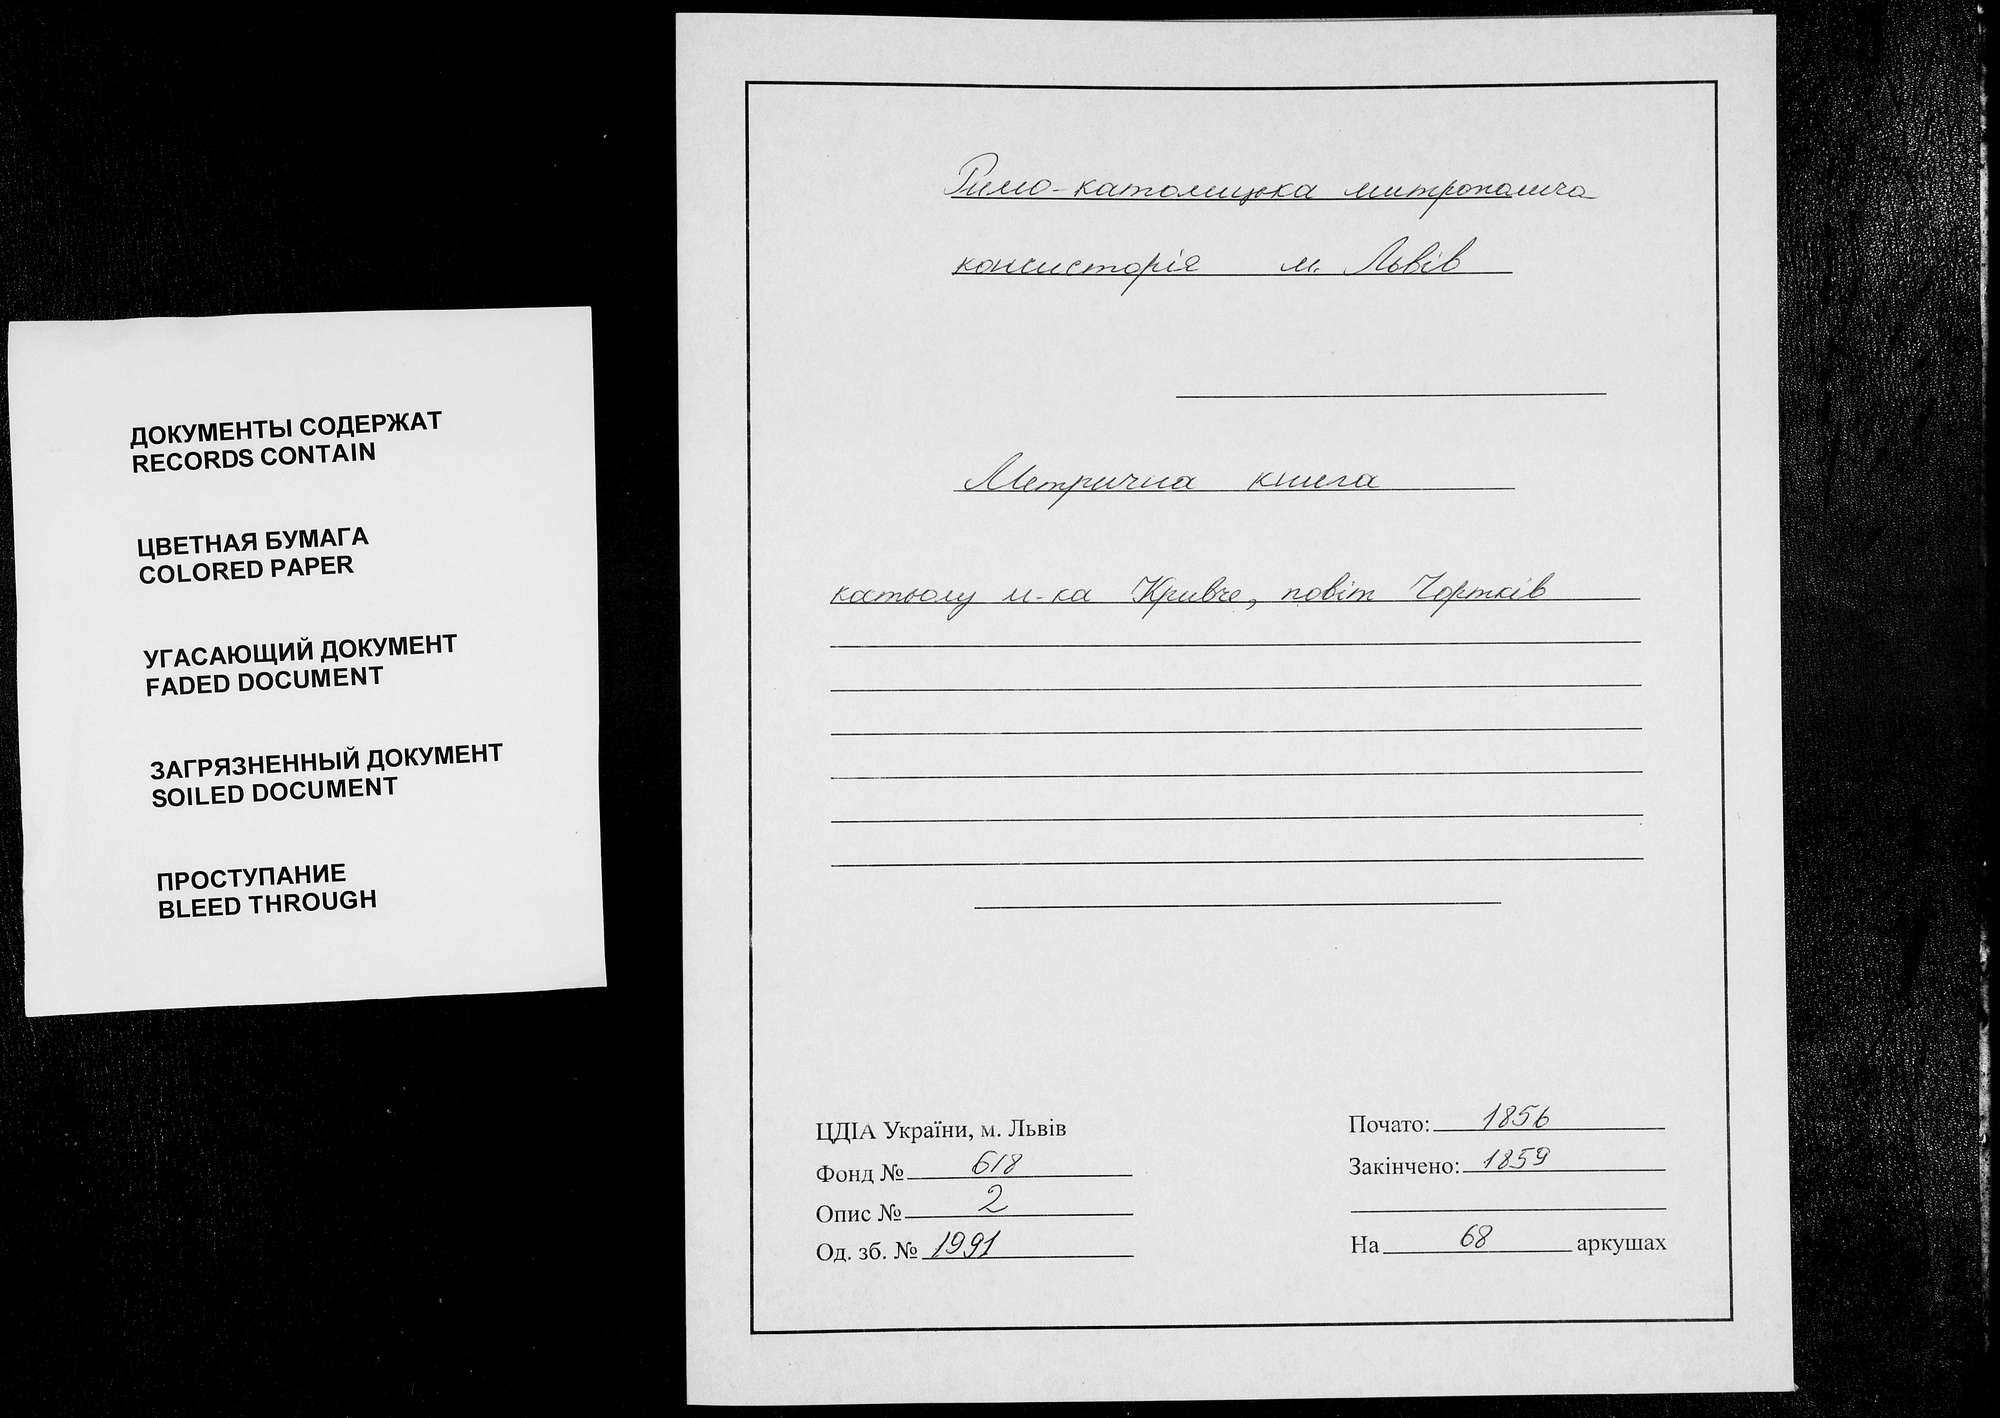 ДОКУМЕНТЫ СОДЕРЖАТ
RECORDS CONTAIN
ЦВЕТНАЯ БУМАГА
COLORED PAPER
УГАСАЮЩИЙ ДОКУМЕНТ
FADED DOCUMENT
ЗАГРЯЗНЕННЫЙ ДОКУМЕНТ
SOILED DOCUMENT
ПРОСТУПАНИЕ
BLEED THROUGH
Римо-католицька митрополича
консисторія м. Львів
Метрична книга
костьолу м-ка Кривче, повіт Чортків
ЦДІА України, м. Львів
Фонд № 618
Опис № 2
Од. зб. № 1991
Почато: 1856
Закінчено: 1859
На 68 аркушах